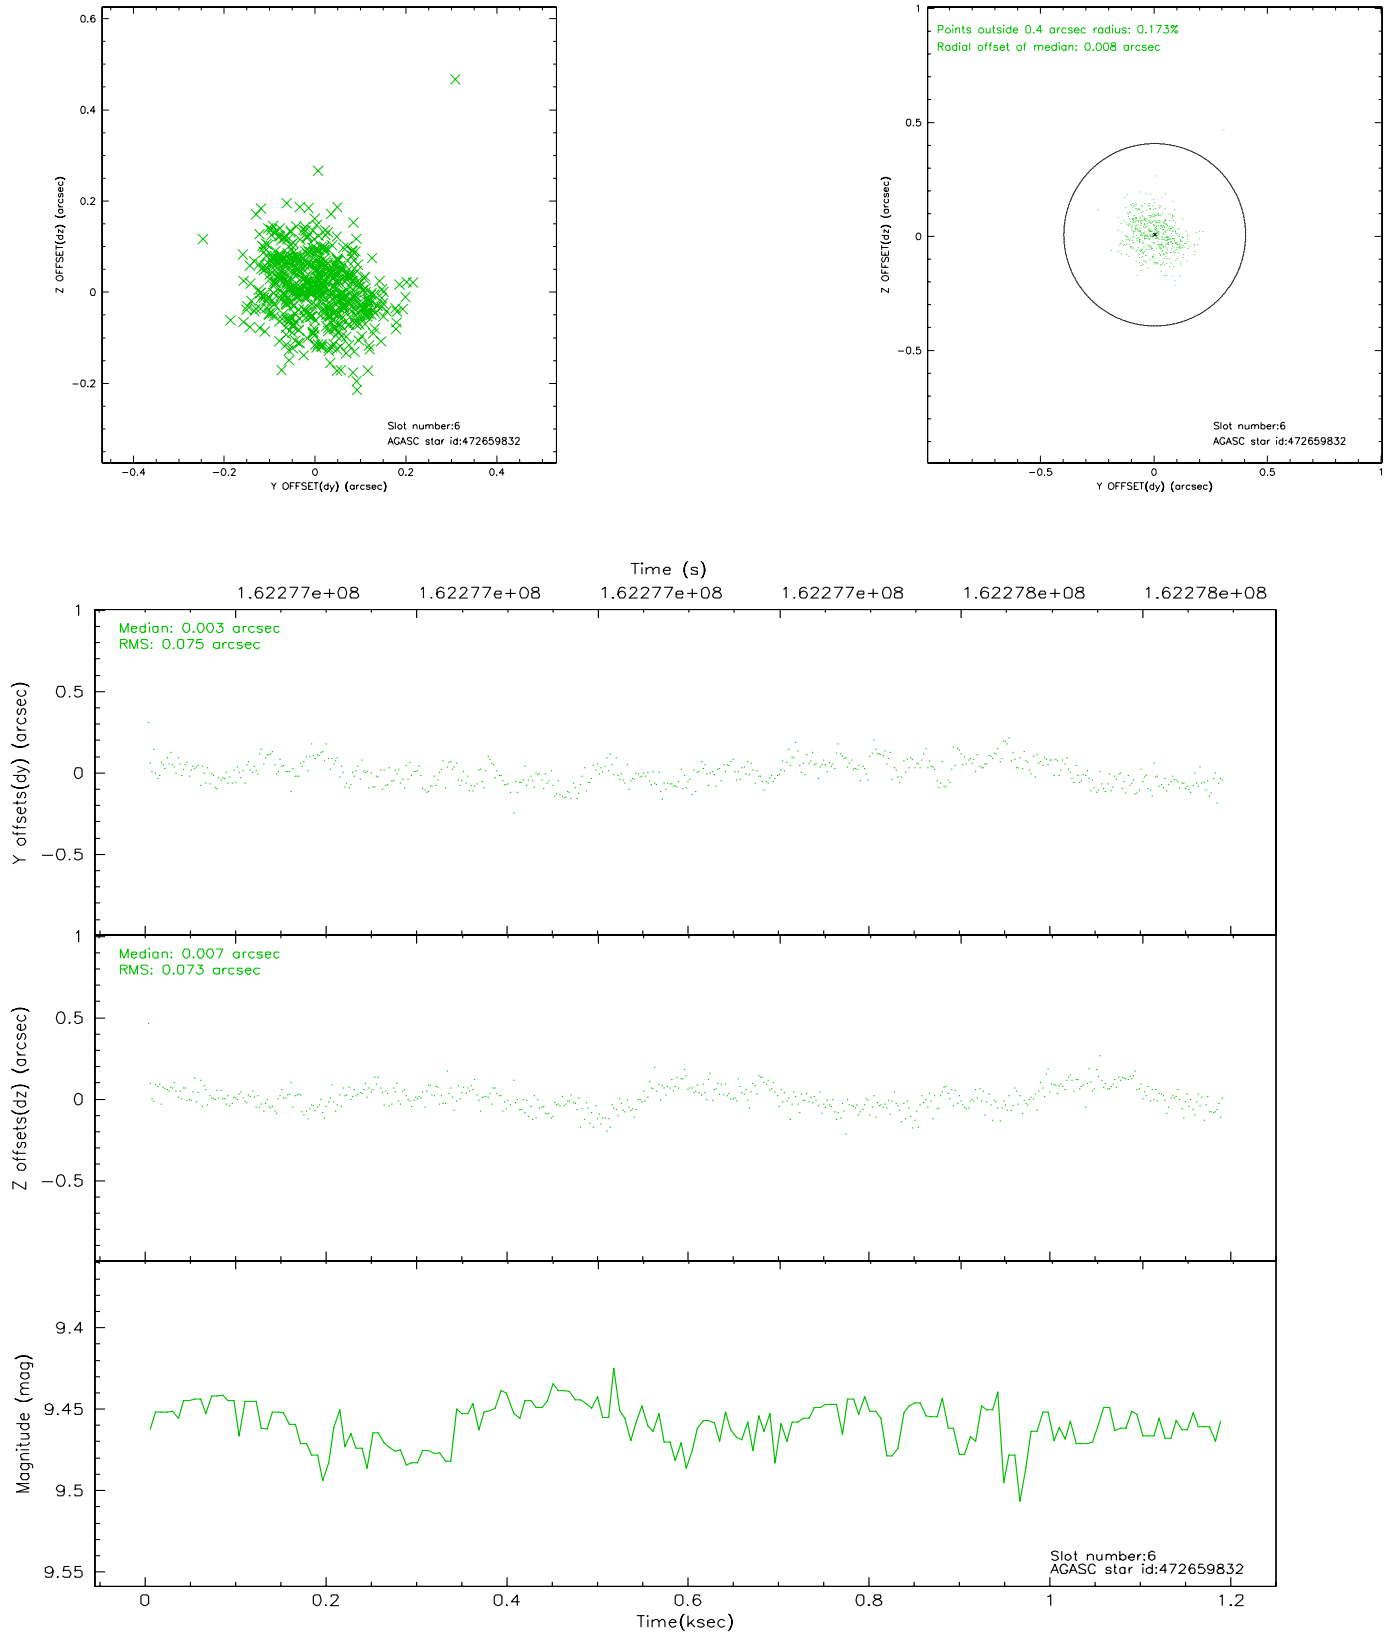 0.6
0.4
0.2
0
−0.2
Z OFFSET(dz) (arcsec)
Slot number:6
AGASC star id:472659832
−0.4 −0.2 0 0.2 0.4
Y OFFSET(dy) (arcsec)
1
0.5
0
−0.5
Z OFFSET(dz) (arcsec)
Points outside 0.4 arcsec radius: 0.173%
Radial offset of median: 0.008 arcsec
Slot number:6
AGASC star id:472659832
−0.5 0 0.5 1
Y OFFSET(dy) (arcsec)
Time (s)
1.62277e+08 1.62277e+08 1.62277e+08 1.62277e+08 1.62278e+08 1.62278e+08
1
0.5
0
−0.5
Y offsets(dy) (arcsec)
Median: 0.003 arcsec
RMS: 0.075 arcsec
1
0.5
0
−0.5
Z offsets(dz) (arcsec)
Median: 0.007 arcsec
RMS: 0.073 arcsec
9.4
9.45
9.5
9.55
Magnitude (mag)
Slot number:6
AGASC star id:472659832
0 0.2 0.4 0.6 0.8 1 1.2
Time(ksec)